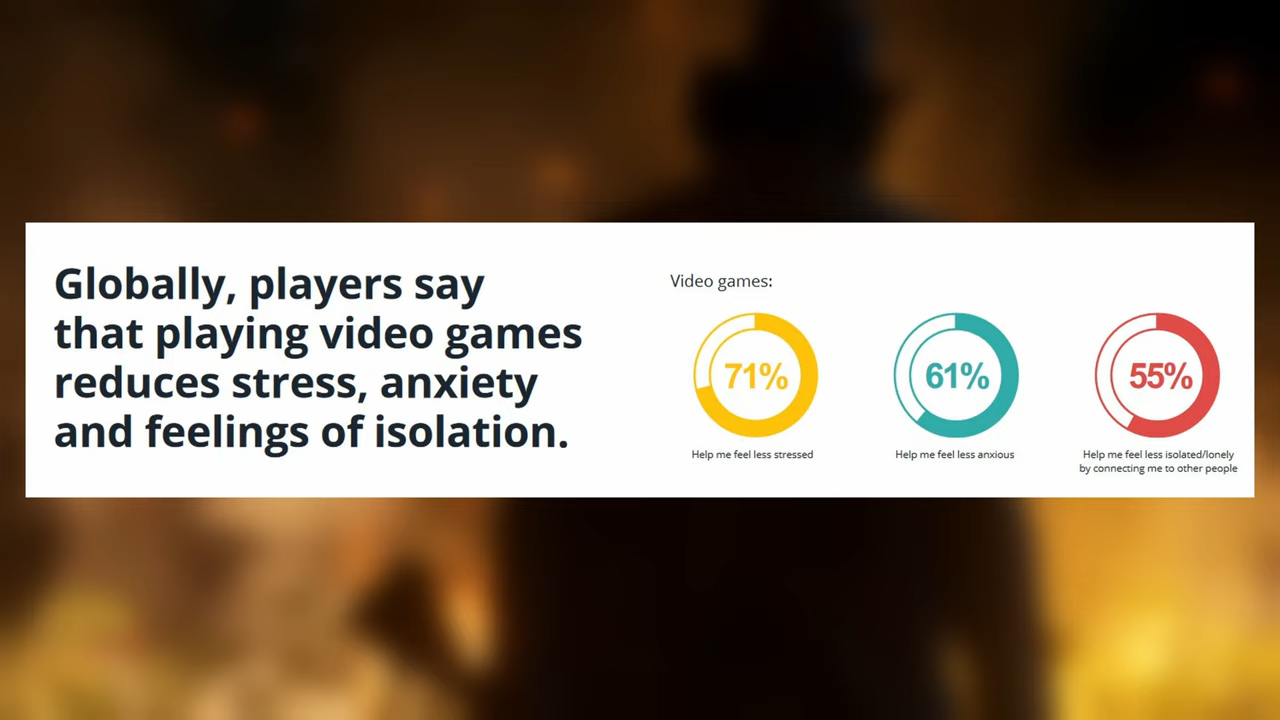 Globally, players say
that playing video games
reduces stress, anxiety
and feelings of isolation.
Video games:
71%
Help me feel less stressed
61%
Help me feel less anxious
55%
Help me feel less isolated/lonely
by connecting me to other people